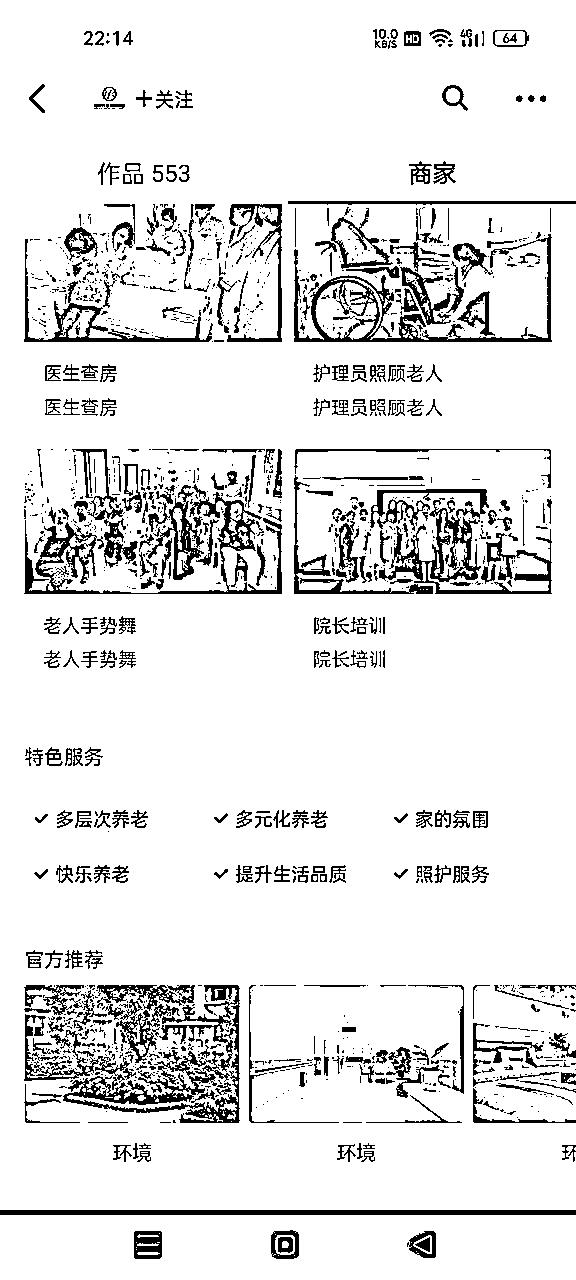 22:14 10.0 KB/S HD 4G 64
+关注
作品 553 商家
医生查房 护理员照顾老人
医生查房 护理员照顾老人
老人手势舞 院长培训
老人手势舞 院长培训
特色服务
多层次养老 多元化养老 家的氛围
快乐养老 提升生活品质 照护服务
官方推荐
环境 环境 环